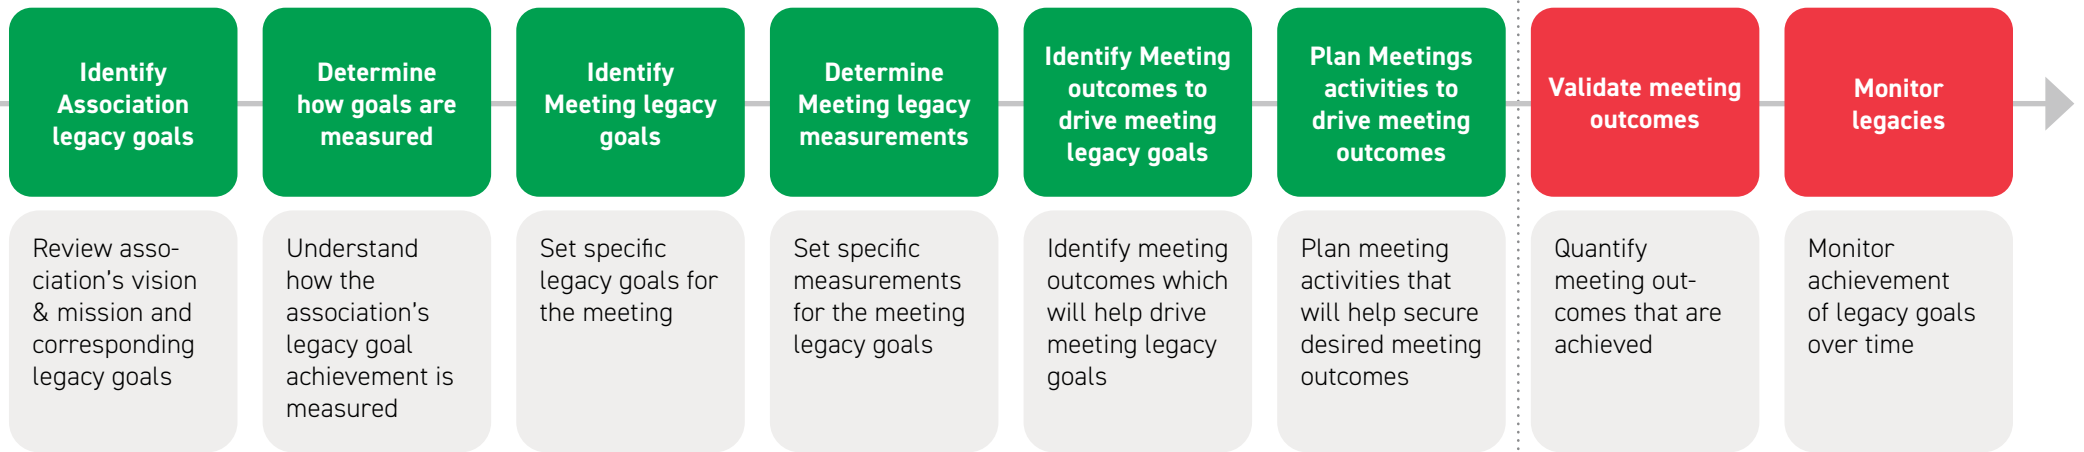 Identify
Association
legacy goals
Determine
how goals are
measured
Identify
Meeting legacy
goals
Determine
Meeting legacy
measurements
Identify Meeting
outcomes to
drive meeting
legacy goals
Plan Meetings
activities to
drive meeting
outcomes
Validate meeting
outcomes
Monitor
legacies
Review asso-
ciation's vision
& mission and
corresponding
legacy goals
Understand
how the
association's
legacy goal
achievement is
measured
Set specific
legacy goals for
the meeting
Set specific
measurements
for the meeting
legacy goals
Identify meeting
outcomes which
will help drive
meeting legacy
goals
Plan meeting
activities that
will help secure
desired meeting
outcomes
Quantify
meeting out-
comes that are
achieved
Monitor
achievement
of legacy goals
over time